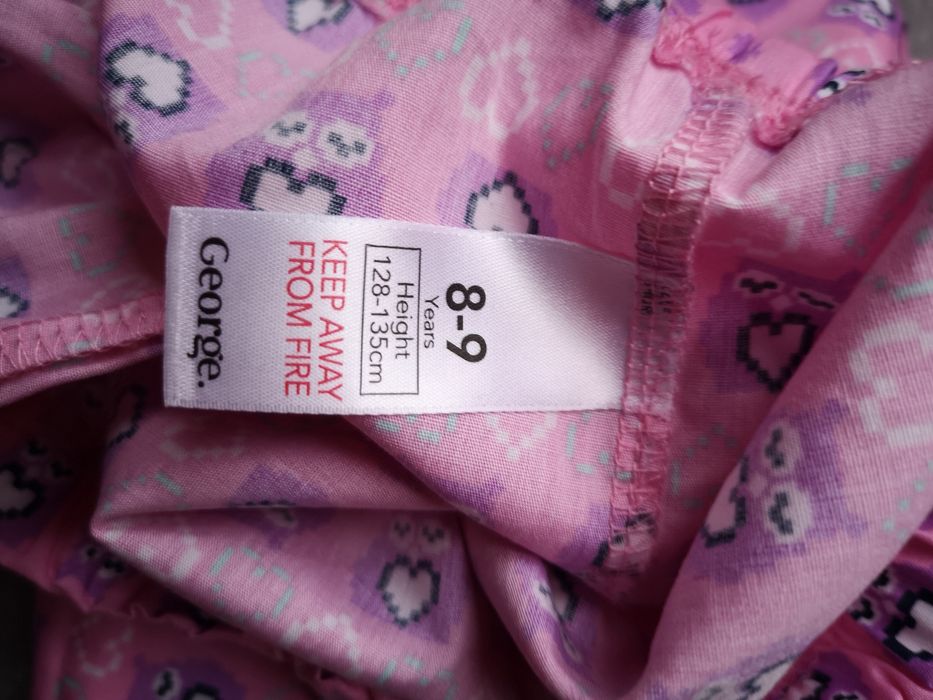 8-9
Years
Height
128-135cm
KEEP AWAY
FROM FIRE
George.